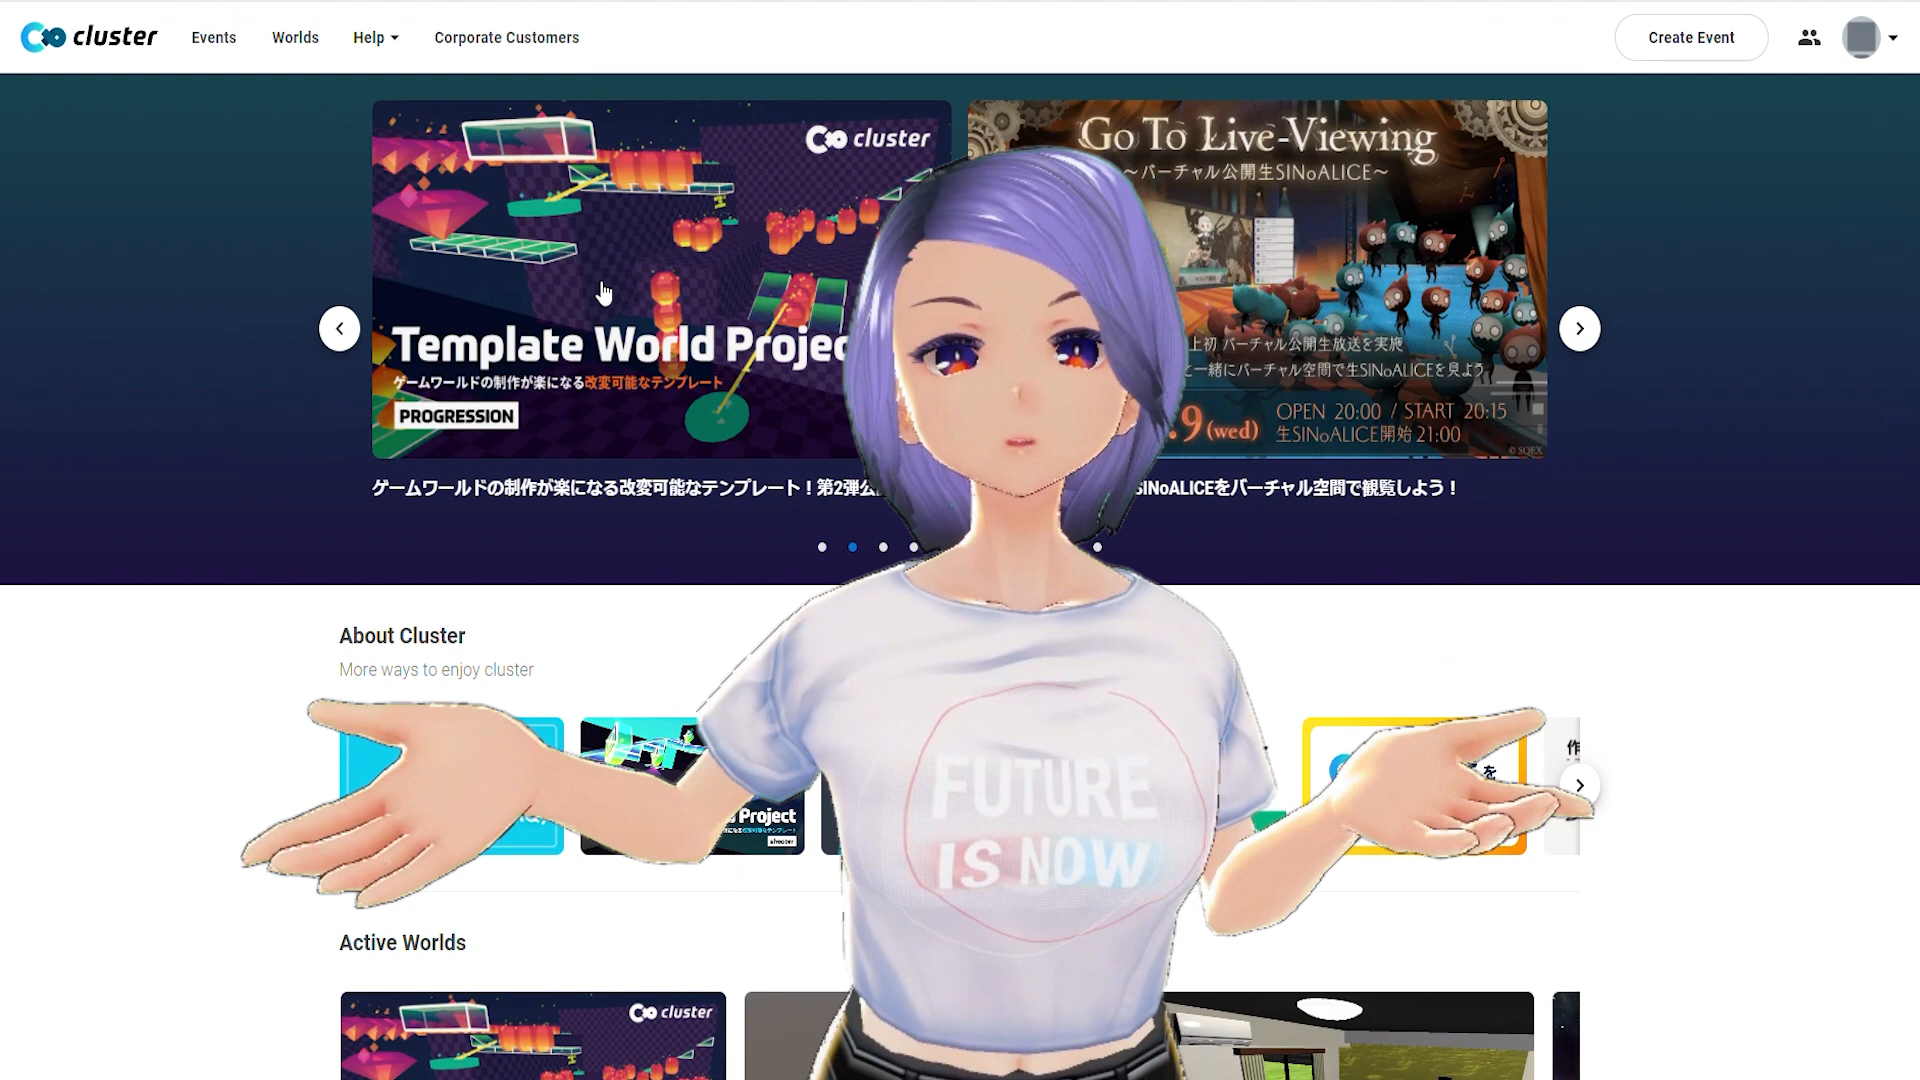 cluster Events Worlds Help Corporate Customers Create Event
cluster
Template World Projec
ゲームワールドの制作が楽になる改変可能なテンプレート
PROGRESSION
ゲームワールドの制作が楽になる改変可能なテンプレート！第2弾公
Go To Live-Viewing
～バーチャル公開生SINoALICE～
上初 バーチャル公開生放送を実施
と一緒にバーチャル空間で生SINoALICEを見よう
.9(wed)
OPEN 20:00 / START 20:15
生SINoALICE開始 21:00
© SQEX
SINoALICEをバーチャル空間で観覧しよう！
About Cluster
More ways to enjoy cluster
Project
shooter
を
作
FUTURE
IS NOW
Active Worlds
cluster